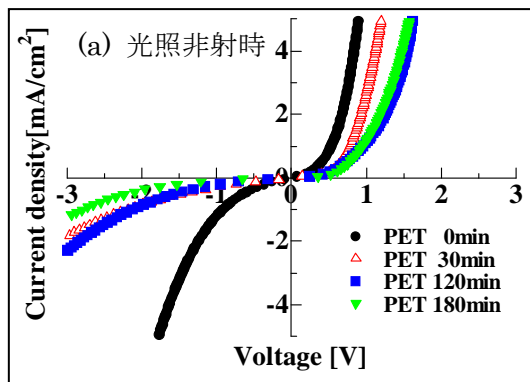 (a) 光照非射時
Current density[mA/cm²]
4
2
0
-2
-4
-3
-2
-1
0
1
2
3
Voltage [V]
PET 0min
PET 30min
PET 120min
PET 180min